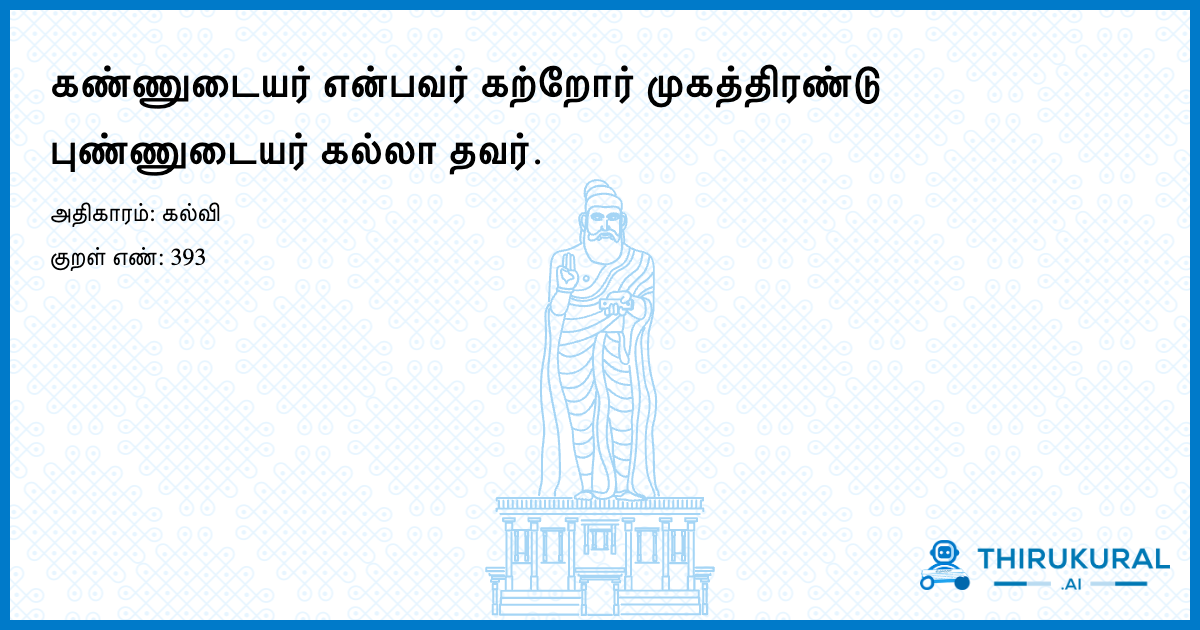 கண்ணுடையர் என்பவர் கற்றோர் முகத்திரண்டு
புண்ணுடையர் கல்லா தவர்.
அதிகாரம்: கல்வி
குறள் எண்: 393
THIRUKURAL
.AI